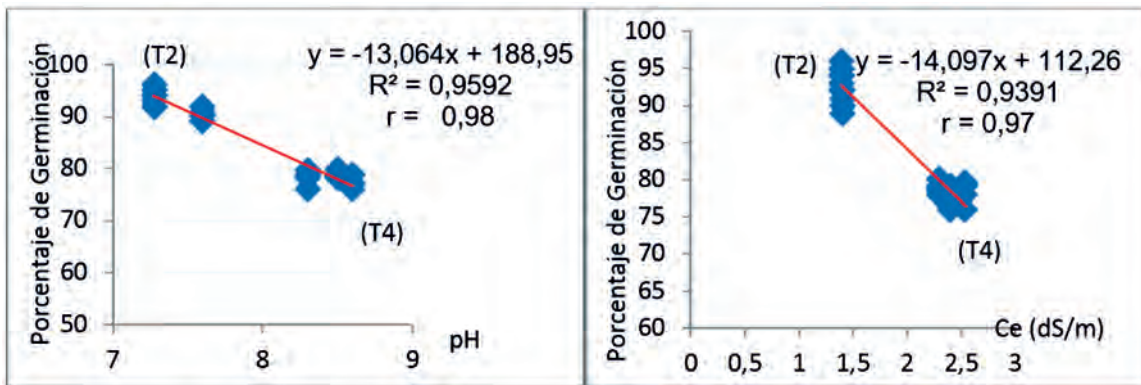 Porcentaje de Germinación
(T2)
y = -13,064x + 188,95
R² = 0,9592
r = 0,98
100
90
80
70
60
50
(T4)
7
8
9
pH
Porcentaje de Germinación
100
95
90
85
80
75
70
65
60
(T2)
y = -14,097x + 112,26
R² = 0,9391
r = 0,97
(T4)
Ce (dS/m)
0
0,5
1
1,5
2
2,5
3